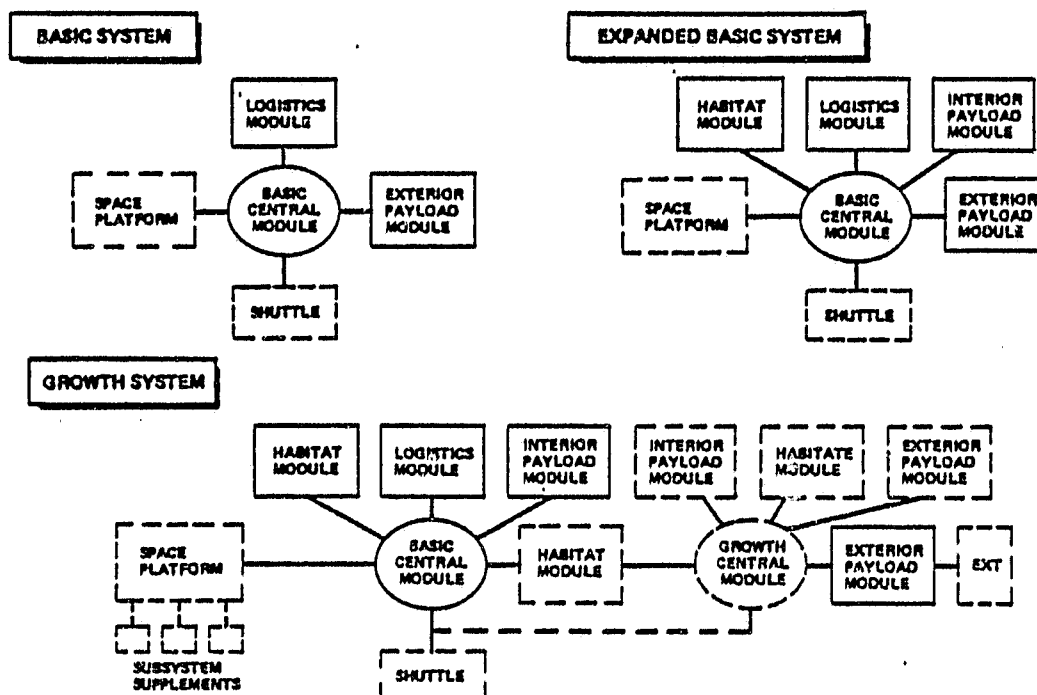 BASIC SYSTEM
EXPANDED BASIC SYSTEM
LOGISTICS
MODULE
SPACE
PLATFORM
BASIC
CENTRAL
MODULE
EXTERIOR
PAYLOAD
MODULE
SHUTTLE
HABITAT
MODULE
LOGISTICS
MODULE
INTERIOR
PAYLOAD
MODULE
SPACE
PLATFORM
BASIC
CENTRAL
MODULE
EXTERIOR
PAYLOAD
MODULE
SHUTTLE
GROWTH SYSTEM
HABITAT
MODULE
LOGISTICS
MODULE
INTERIOR
PAYLOAD
MODULE
INTERIOR
PAYLOAD
MODULE
HABITATE
MODULE
EXTERIOR
PAYLOAD
MODULE
SPACE
PLATFORM
BASIC
CENTRAL
MODULE
HABITAT
MODULE
GROWTH
CENTRAL
MODULE
EXTERIOR
PAYLOAD
MODULE
EXT
SUBSYSTEM
SUPPLEMENTS
SHUTTLE